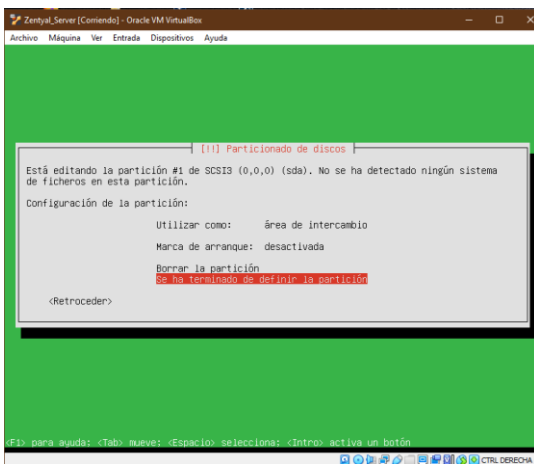 Zentyal_Server [Corriendo] - Oracle VM VirtualBox
Archivo Máquina Ver Entrada Dispositivos Ayuda
[!!] Particionado de discos
Está editando la partición #1 de SCSI3 (0,0,0) (sda). No se ha detectado ningún sistema
de ficheros en esta partición.
Configuración de la partición:
Utilizar como: área de intercambio
Marca de arranque: desactivada
Borrar la partición
Se ha terminado de definir la partición
<Retroceder>
<F1> para ayuda; <Tab> mueve; <Espacio> selecciona; <Intro> activa un botón
CTRL DERECHA